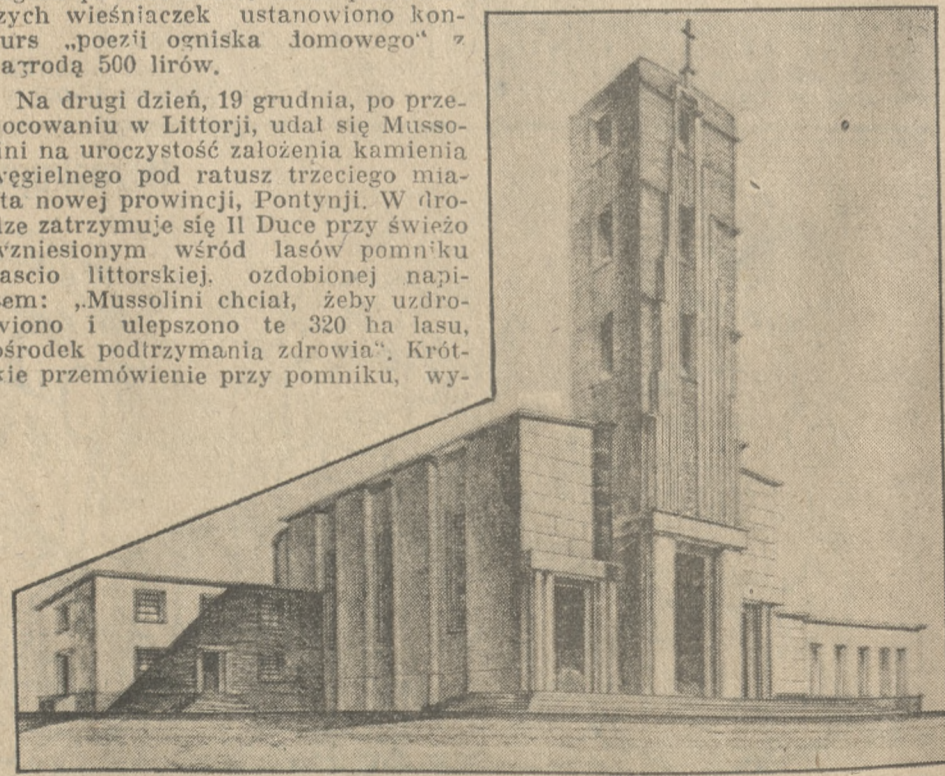 zych wieśniaczek ustanowiono kon-
urs „poezji ogniska domowego“ z
agrodą 500 lirów.
Na drugi dzień, 19 grudnia, po prze-
ocowaniu w Littorji, udał się Musso-
ini na uroczystość założenia kamienia
węgielnego pod ratusz trzeciego mia-
ta nowej prowincji, Pontynji. W dro-
dze zatrzymuje się Il Duce przy świeżo
wzniesionym wśród lasów pomniku
ascio littorskiej, ozdobionej napi-
sem: „Mussolini chciał, żeby uzdro-
wiono i ulepszono te 320 ha lasu,
ośrodek podtrzymania zdrowia“. Krót-
kie przemówienie przy pomniku, wy-